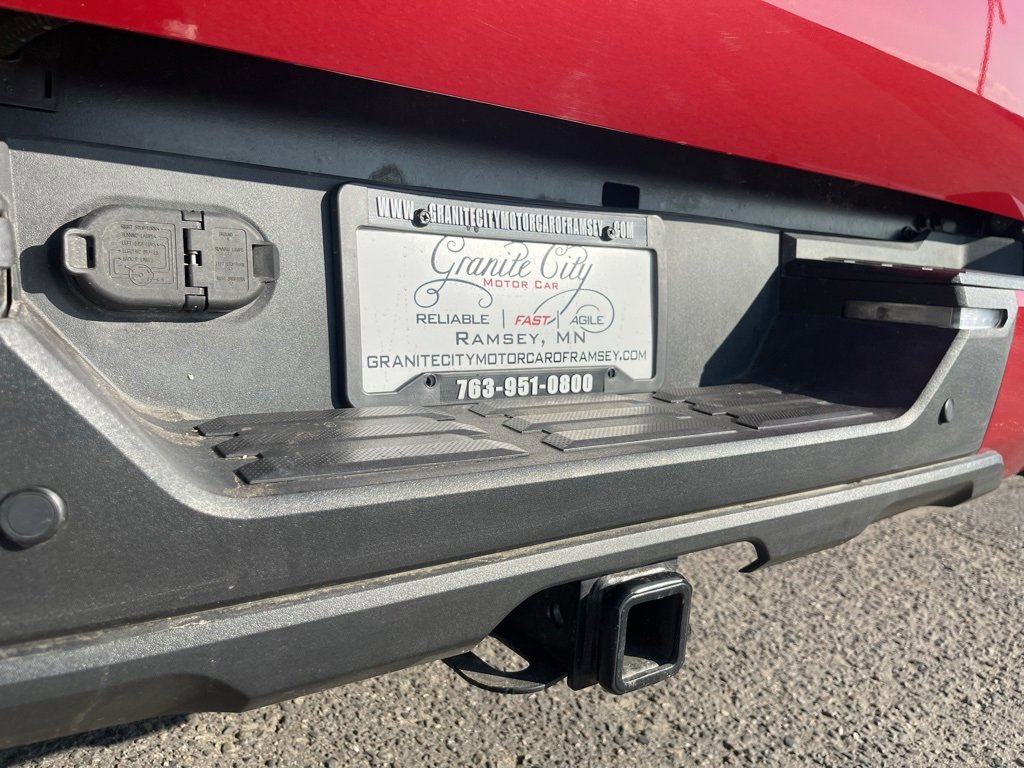 WWW.GRANITECITYMOTORCAROFRAMSEY.COM
Granite City
MOTOR CAR
RELIABLE | FAST | AGILE
RAMSEY, MN
GRANITECITYMOTORCAROFRAMSEY.COM
763-951-0800